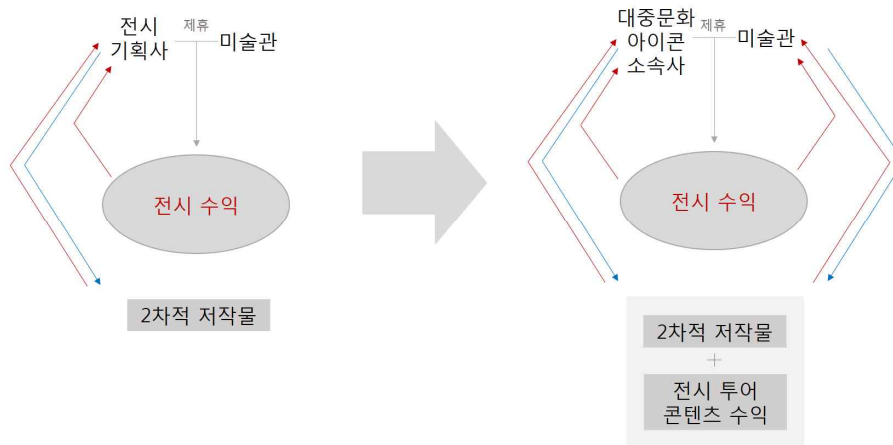 전시
기획사
제휴
미술관
전시 수익
2차적 저작물
대중문화
아이콘
소속사
제휴
미술관
전시 수익
2차적 저작물
+
전시 투어
콘텐츠 수익